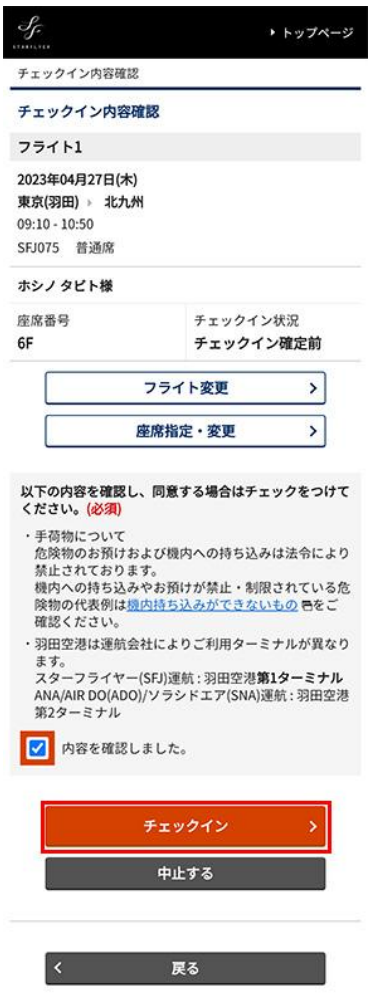 STARFLYER
トップページ
チェックイン内容確認
チェックイン内容確認
フライト1
2023年04月27日(木)
東京(羽田) 北九州
09:10 - 10:50
SFJ075 普通席
ホシノ タビト様
座席番号 チェックイン状況
6F チェックイン確定前
フライト変更
座席指定・変更
以下の内容を確認し、同意する場合はチェックをつけて
ください。(必須)
・手荷物について
危険物のお預けおよび機内への持ち込みは法令により
禁止されております。
機内への持ち込みやお預けが禁止・制限されている危
険物の代表例は機内持ち込みができないもの をご
確認ください。
・羽田空港は運航会社によりご利用ターミナルが異なり
ます。
スターフライヤー(SFJ)運航 : 羽田空港第1ターミナル
ANA/AIR DO(ADO)/ソラシドエア(SNA)運航 : 羽田空港
第2ターミナル
内容を確認しました。
チェックイン
中止する
戻る